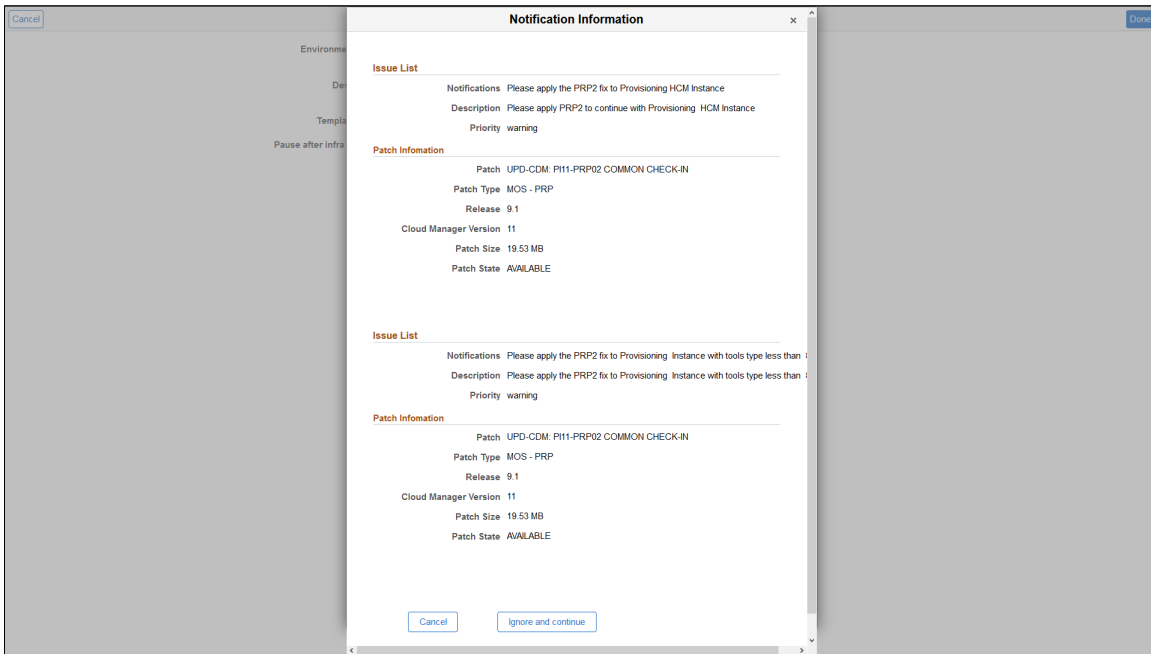 Cancel
Notification Information
×
Done
Environme
Issue List
Notifications Please apply the PRP2 fix to Provisioning HCM Instance
Des
Description Please apply PRP2 to continue with Provisioning HCM Instance
Templa
Priority warning
Pause after infra
Patch Infomation
Patch UPD-CDM: PI11-PRP02 COMMON CHECK-IN
Patch Type MOS - PRP
Release 9.1
Cloud Manager Version 11
Patch Size 19.53 MB
Patch State AVAILABLE
Issue List
Notifications Please apply the PRP2 fix to Provisioning Instance with tools type less than
Description Please apply the PRP2 fix to Provisioning Instance with tools type less than
Priority warning
Patch Infomation
Patch UPD-CDM: PI11-PRP02 COMMON CHECK-IN
Patch Type MOS - PRP
Release 9.1
Cloud Manager Version 11
Patch Size 19.53 MB
Patch State AVAILABLE
Cancel
Ignore and continue